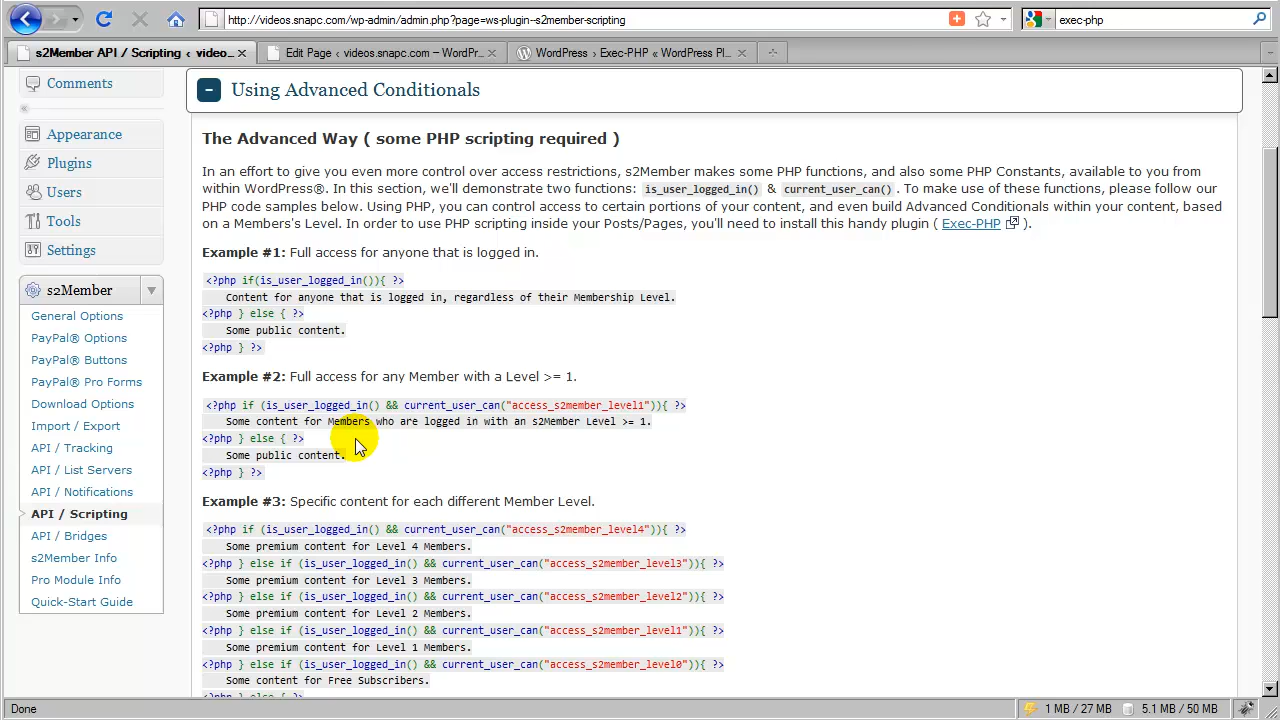 http://videos.snapc.com/wp-admin/admin.php?page=ws-plugin--s2member-scripting
exec-php
s2Member API / Scripting ‹ video...
Edit Page ‹ videos.snapc.com — WordPr...
WordPress › Exec-PHP « WordPress Pl...
Comments
Appearance
Plugins
Users
Tools
Settings
s2Member
General Options
PayPal® Options
PayPal® Buttons
PayPal® Pro Forms
Download Options
Import / Export
API / Tracking
API / List Servers
API / Notifications
API / Scripting
API / Bridges
s2Member Info
Pro Module Info
Quick-Start Guide
Using Advanced Conditionals
The Advanced Way ( some PHP scripting required )
In an effort to give you even more control over access restrictions, s2Member makes some PHP functions, and also some PHP Constants, available to you from
within WordPress®. In this section, we'll demonstrate two functions: is_user_logged_in() & current_user_can() . To make use of these functions, please follow our
PHP code samples below. Using PHP, you can control access to certain portions of your content, and even build Advanced Conditionals within your content, based
on a Members's Level. In order to use PHP scripting inside your Posts/Pages, you'll need to install this handy plugin ( Exec-PHP ).
Example #1: Full access for anyone that is logged in.
<?php if(is_user_logged_in()){ ?>
Content for anyone that is logged in, regardless of their Membership Level.
<?php } else { ?>
Some public content.
<?php } ?>
Example #2: Full access for any Member with a Level >= 1.
<?php if (is_user_logged_in() && current_user_can("access_s2member_level1")){ ?>
Some content for Members who are logged in with an s2Member Level >= 1.
<?php } else { ?>
Some public content.
<?php } ?>
Example #3: Specific content for each different Member Level.
<?php if (is_user_logged_in() && current_user_can("access_s2member_level4")){ ?>
Some premium content for Level 4 Members.
<?php } else if (is_user_logged_in() && current_user_can("access_s2member_level3")){ ?>
Some premium content for Level 3 Members.
<?php } else if (is_user_logged_in() && current_user_can("access_s2member_level2")){ ?>
Some premium content for Level 2 Members.
<?php } else if (is_user_logged_in() && current_user_can("access_s2member_level1")){ ?>
Some premium content for Level 1 Members.
<?php } else if (is_user_logged_in() && current_user_can("access_s2member_level0")){ ?>
Some content for Free Subscribers.
<?php } else { ?>
Done
1 MB / 27 MB
5.1 MB / 50 MB